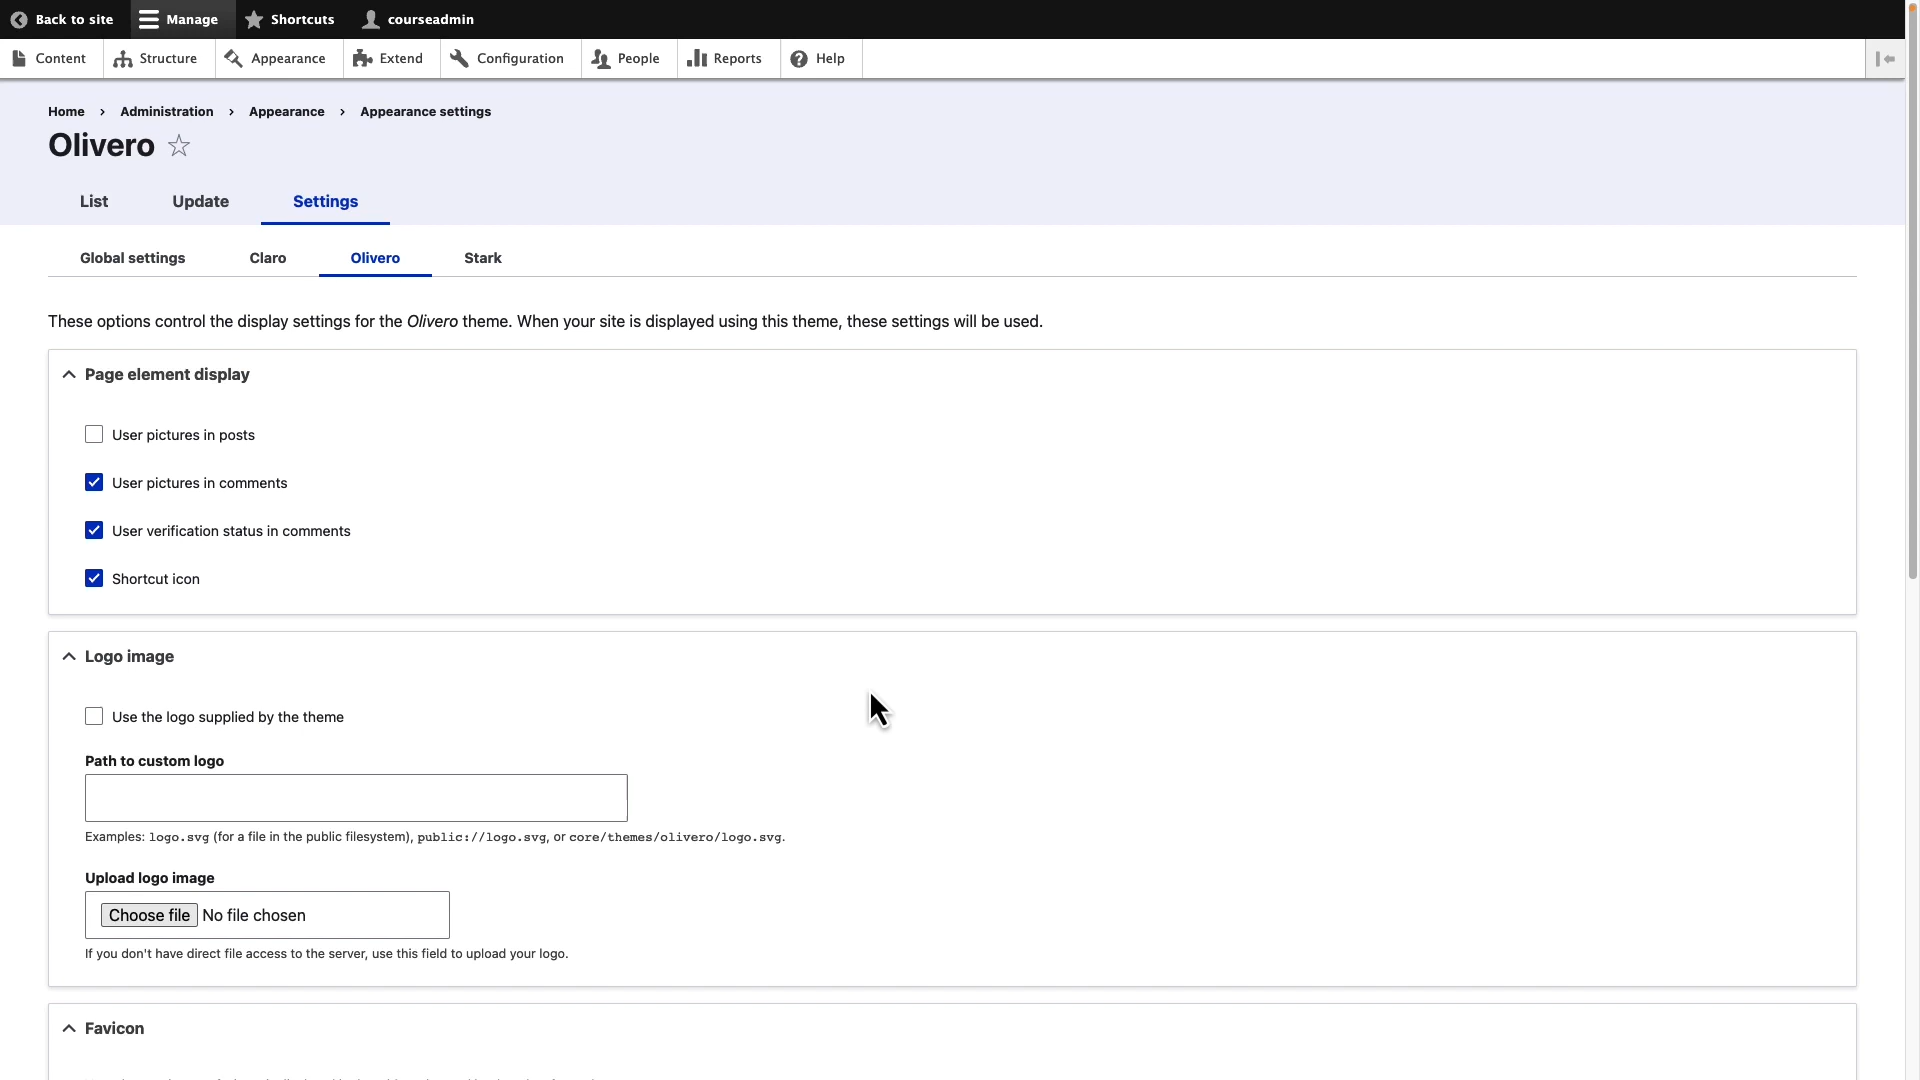 Back to site Manage Shortcuts courseadmin
Content Structure Appearance Extend Configuration People Reports Help
Home › Administration › Appearance › Appearance settings
Olivero
List Update Settings
Global settings Claro Olivero Stark
These options control the display settings for the Olivero theme. When your site is displayed using this theme, these settings will be used.
Page element display
User pictures in posts
User pictures in comments
User verification status in comments
Shortcut icon
Logo image
Use the logo supplied by the theme
Path to custom logo
Examples: logo.svg (for a file in the public filesystem), public://logo.svg, or core/themes/olivero/logo.svg.
Upload logo image
Choose file No file chosen
If you don't have direct file access to the server, use this field to upload your logo.
Favicon